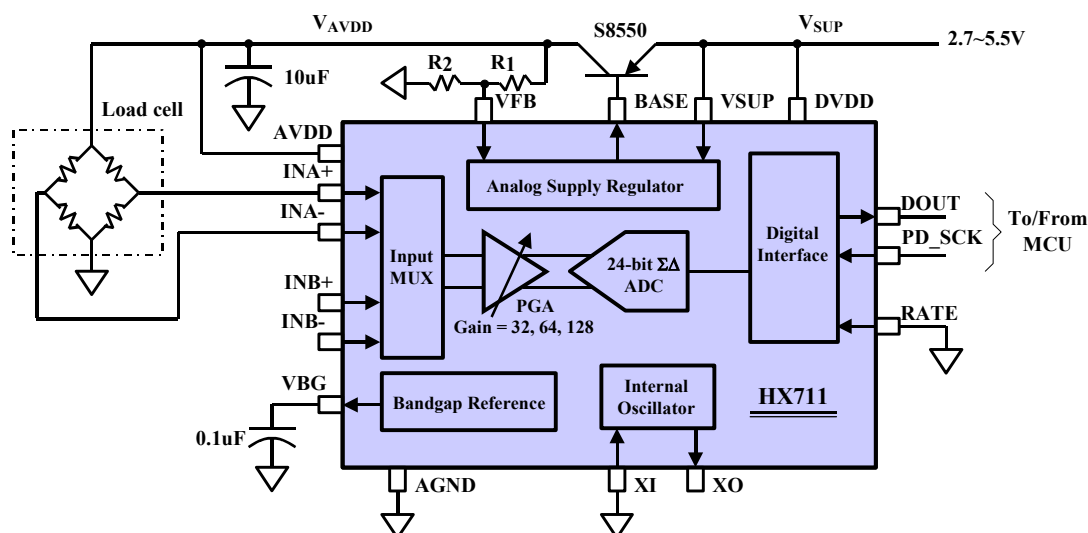 V_AVDD
S8550
V_SUP
2.7~5.5V
R2
R1
10uF
VFB
BASE
VSUP
DVDD
Load cell
AVDD
INA+
INA-
INB+
INB-
Analog Supply Regulator
Input
MUX
PGA
Gain = 32, 64, 128
24-bit ΣΔ
ADC
Digital
Interface
DOUT
PD_SCK
To/From
MCU
RATE
VBG
0.1uF
Bandgap Reference
Internal
Oscillator
HX711
AGND
XI
XO